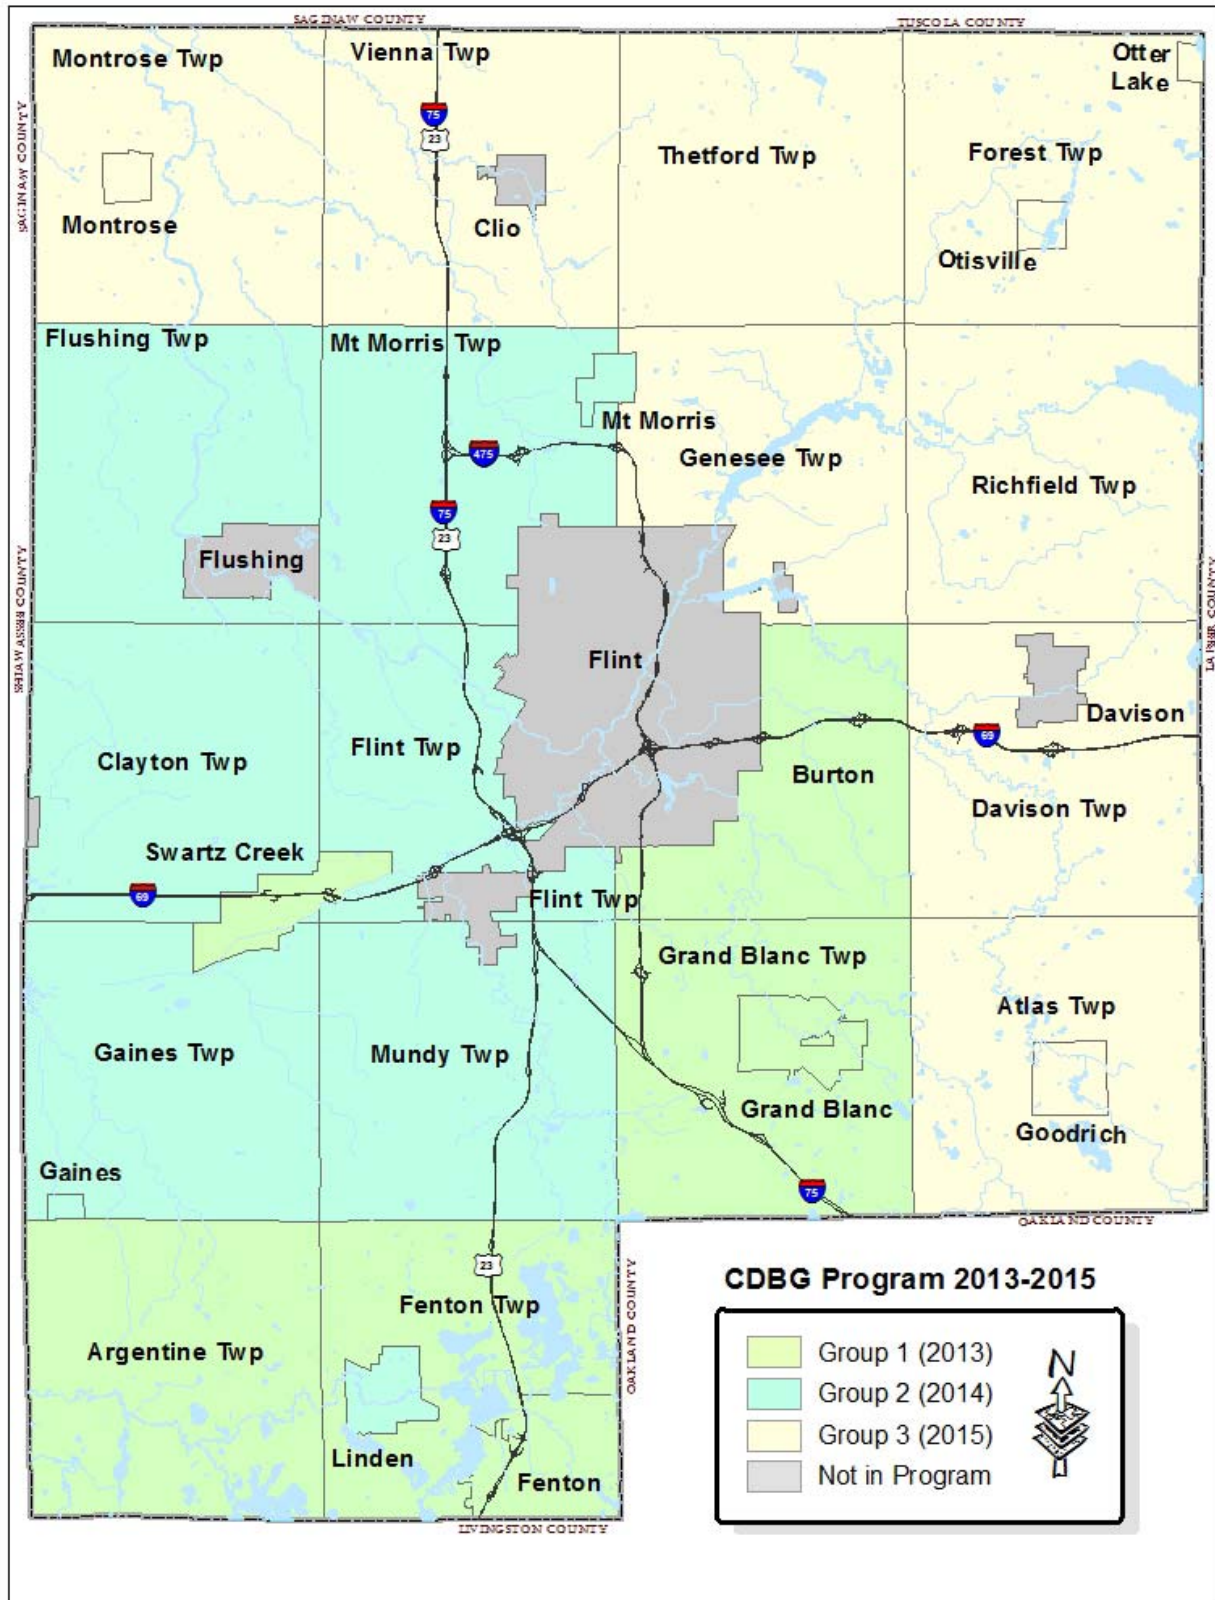 SAGINAW COUNTY
TUSCOLA COUNTY
Montrose Twp
Vienna Twp
Otter
Lake
75
23
SAGINAW COUNTY
Thetford Twp
Forest Twp
Montrose
Clio
Otisville
Flushing Twp
Mt Morris Twp
Mt Morris
475
Genesee Twp
Richfield Twp
75
23
Flushing
SHIAWASSEE COUNTY
LAPEER COUNTY
Flint
Davison
69
Clayton Twp
Flint Twp
Burton
Davison Twp
Swartz Creek
69
Flint Twp
Grand Blanc Twp
Atlas Twp
Gaines Twp
Mundy Twp
Grand Blanc
Goodrich
Gaines
75
OAKLAND COUNTY
23
OAKLAND COUNTY
Fenton Twp
Argentine Twp
Linden
Fenton
LIVINGSTON COUNTY
CDBG Program 2013-2015
Group 1 (2013)
Group 2 (2014)
Group 3 (2015)
Not in Program
N